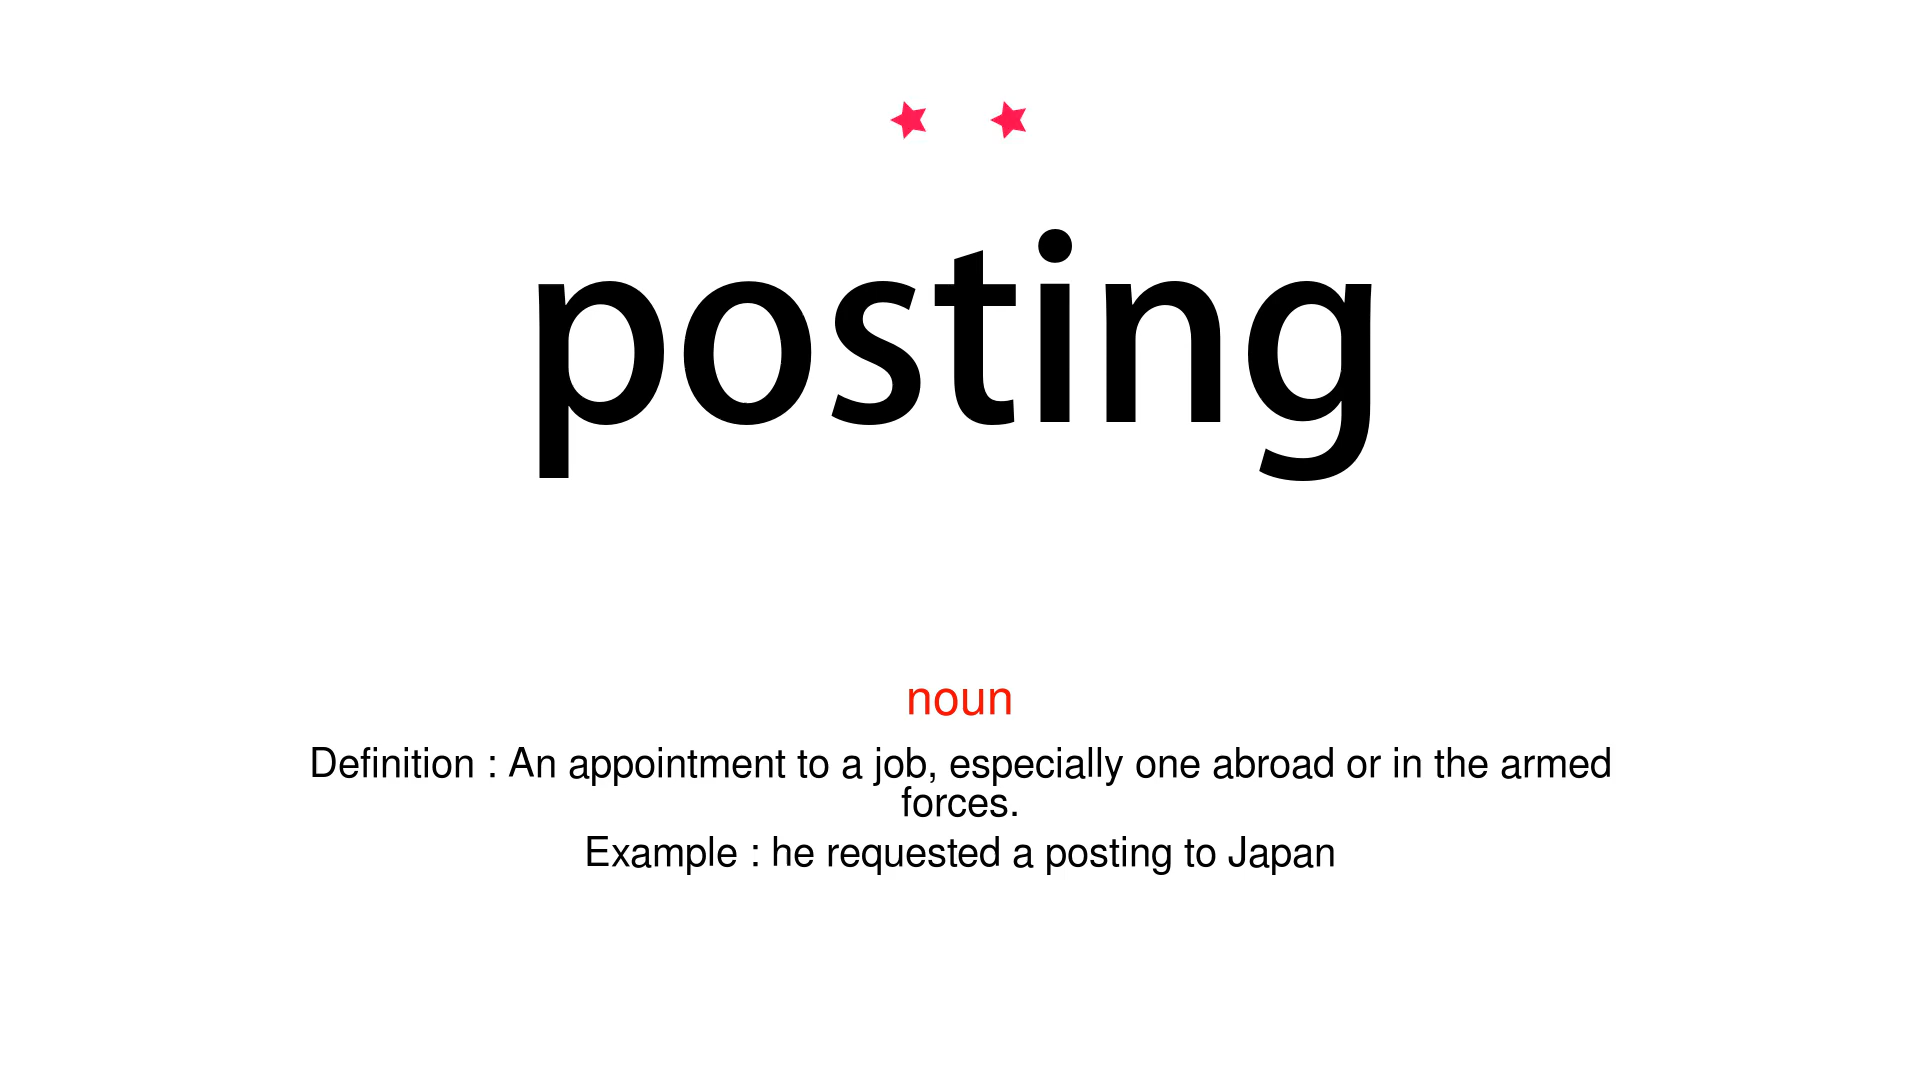 posting
noun
Definition : An appointment to a job, especially one abroad or in the armed
forces.
Example : he requested a posting to Japan